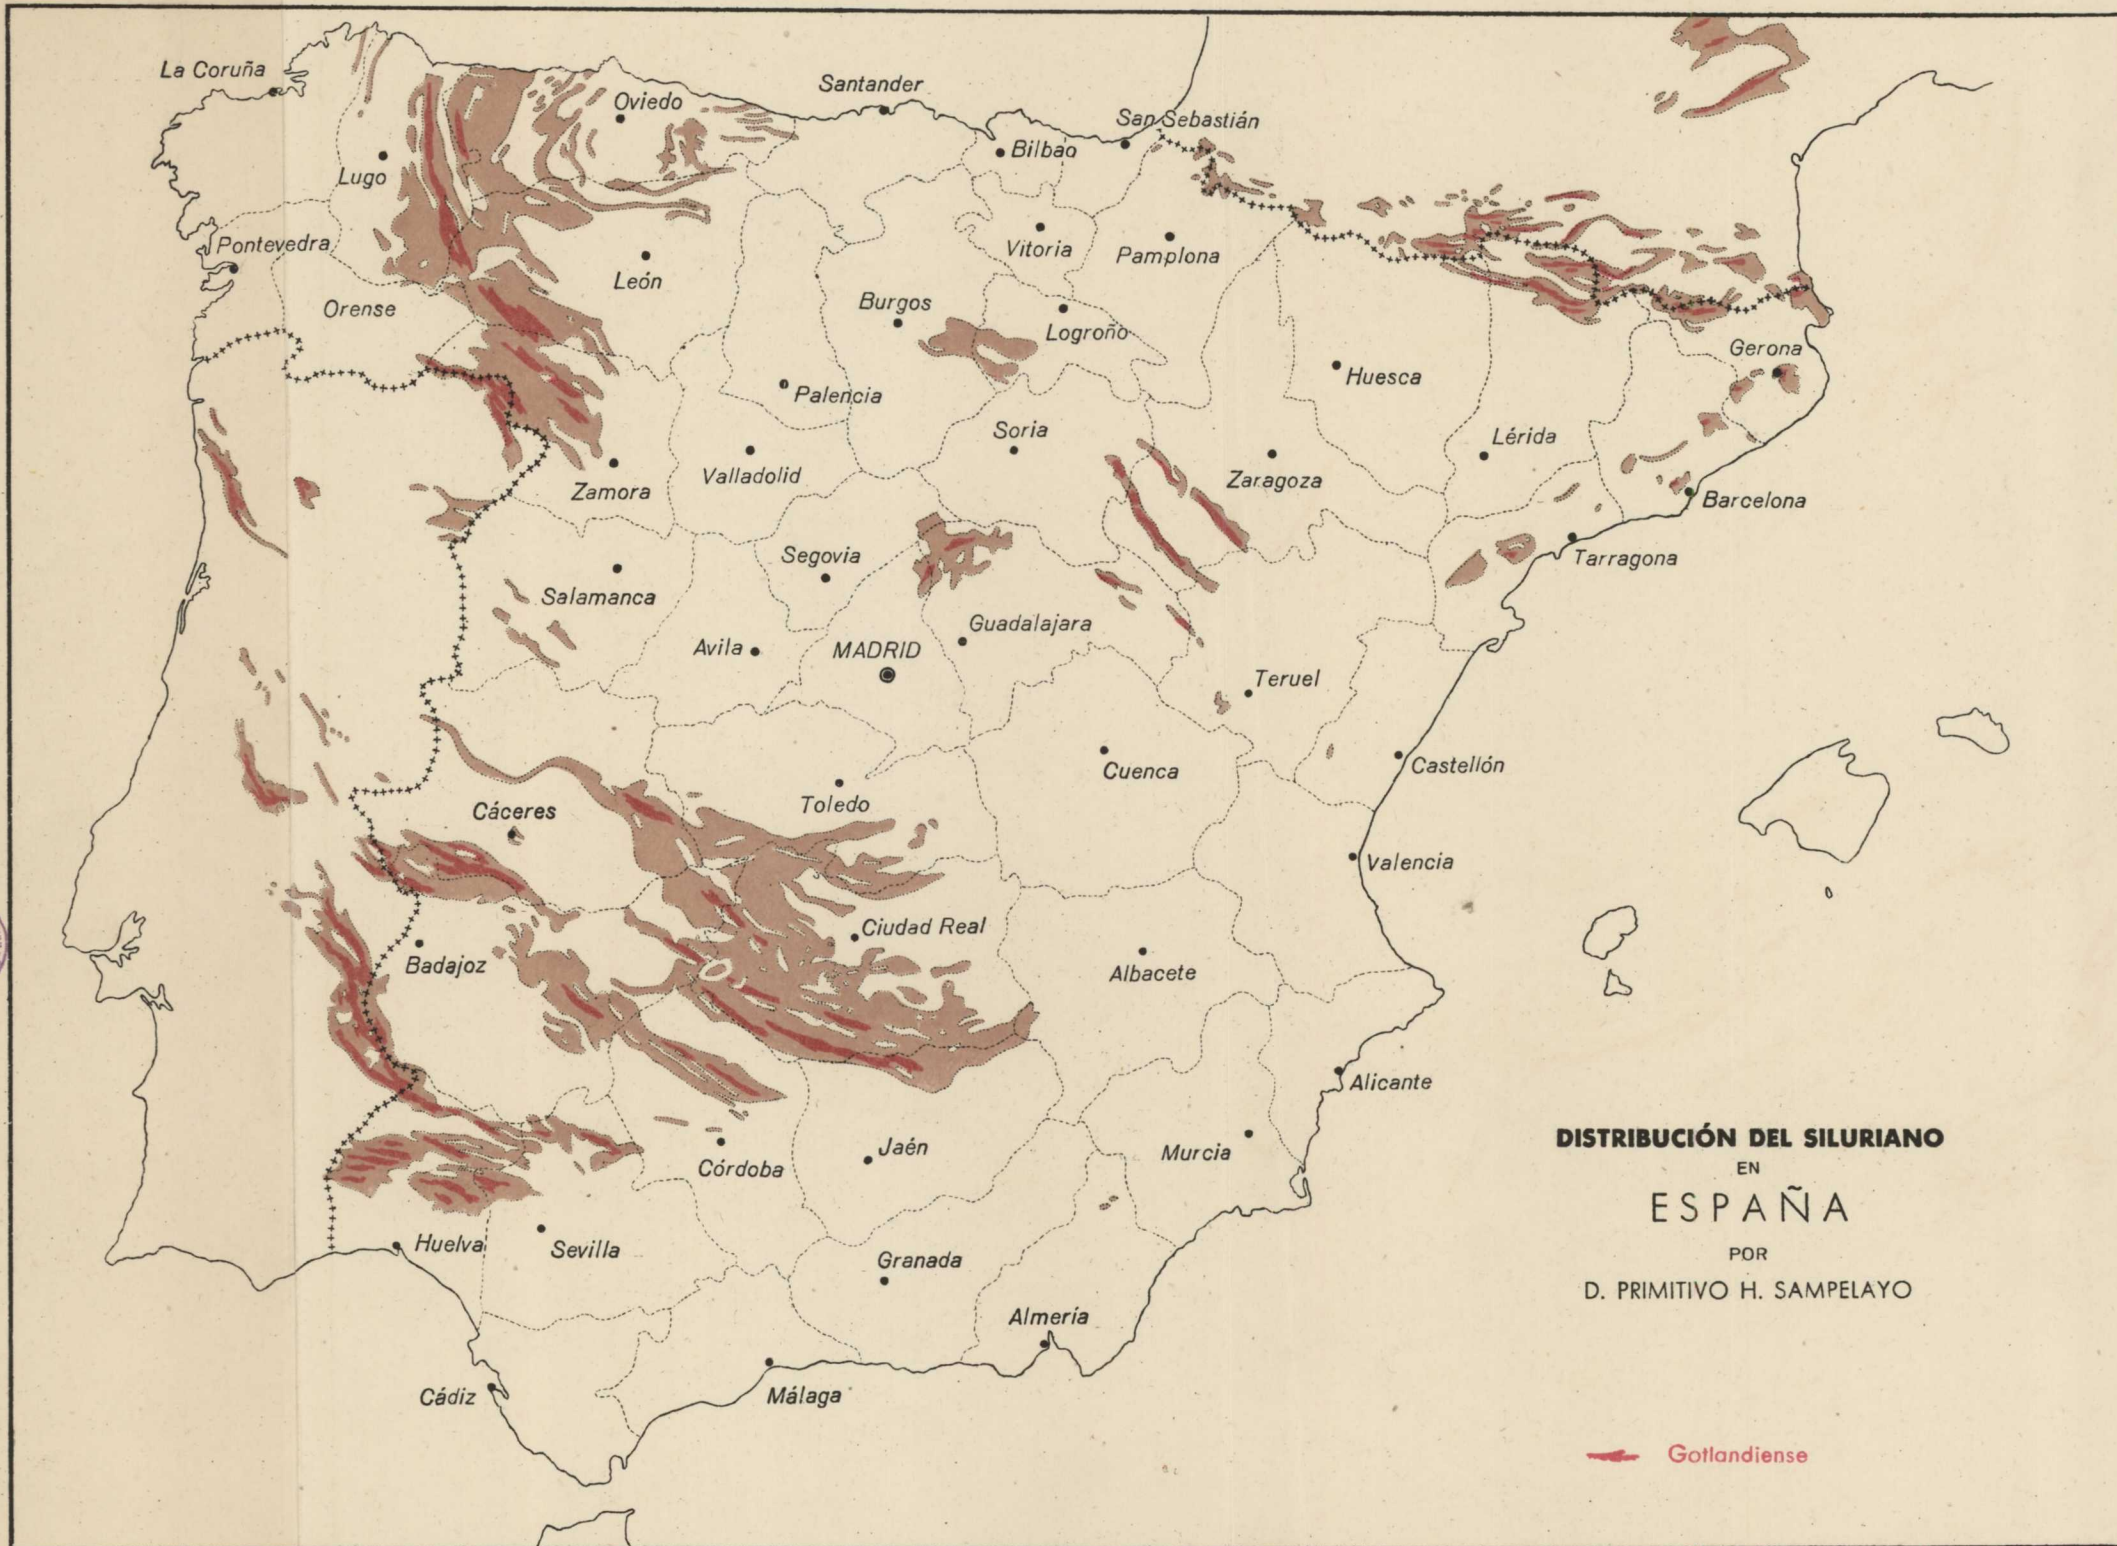 La Coruña
Santander
Oviedo
San Sebastián
Bilbao
Lugo
Pontevedra
Vitoria
Pamplona
León
Orense
Burgos
Logroño
Gerona
Huesca
Palencia
Soria
Lérida
Valladolid
Zaragoza
Zamora
Barcelona
Segovia
Tarragona
Salamanca
Guadalajara
Avila
MADRID
Teruel
Cuenca
Castellón
Toledo
Cáceres
Valencia
Ciudad Real
Badajoz
Albacete
Alicante
DISTRIBUCIÓN DEL SILURIANO
EN
ESPAÑA
POR
D. PRIMITIVO H. SAMPELAYO
Jaén
Murcia
Córdoba
Huelva
Sevilla
Granada
Almería
Cádiz
Málaga
Gotlandiense